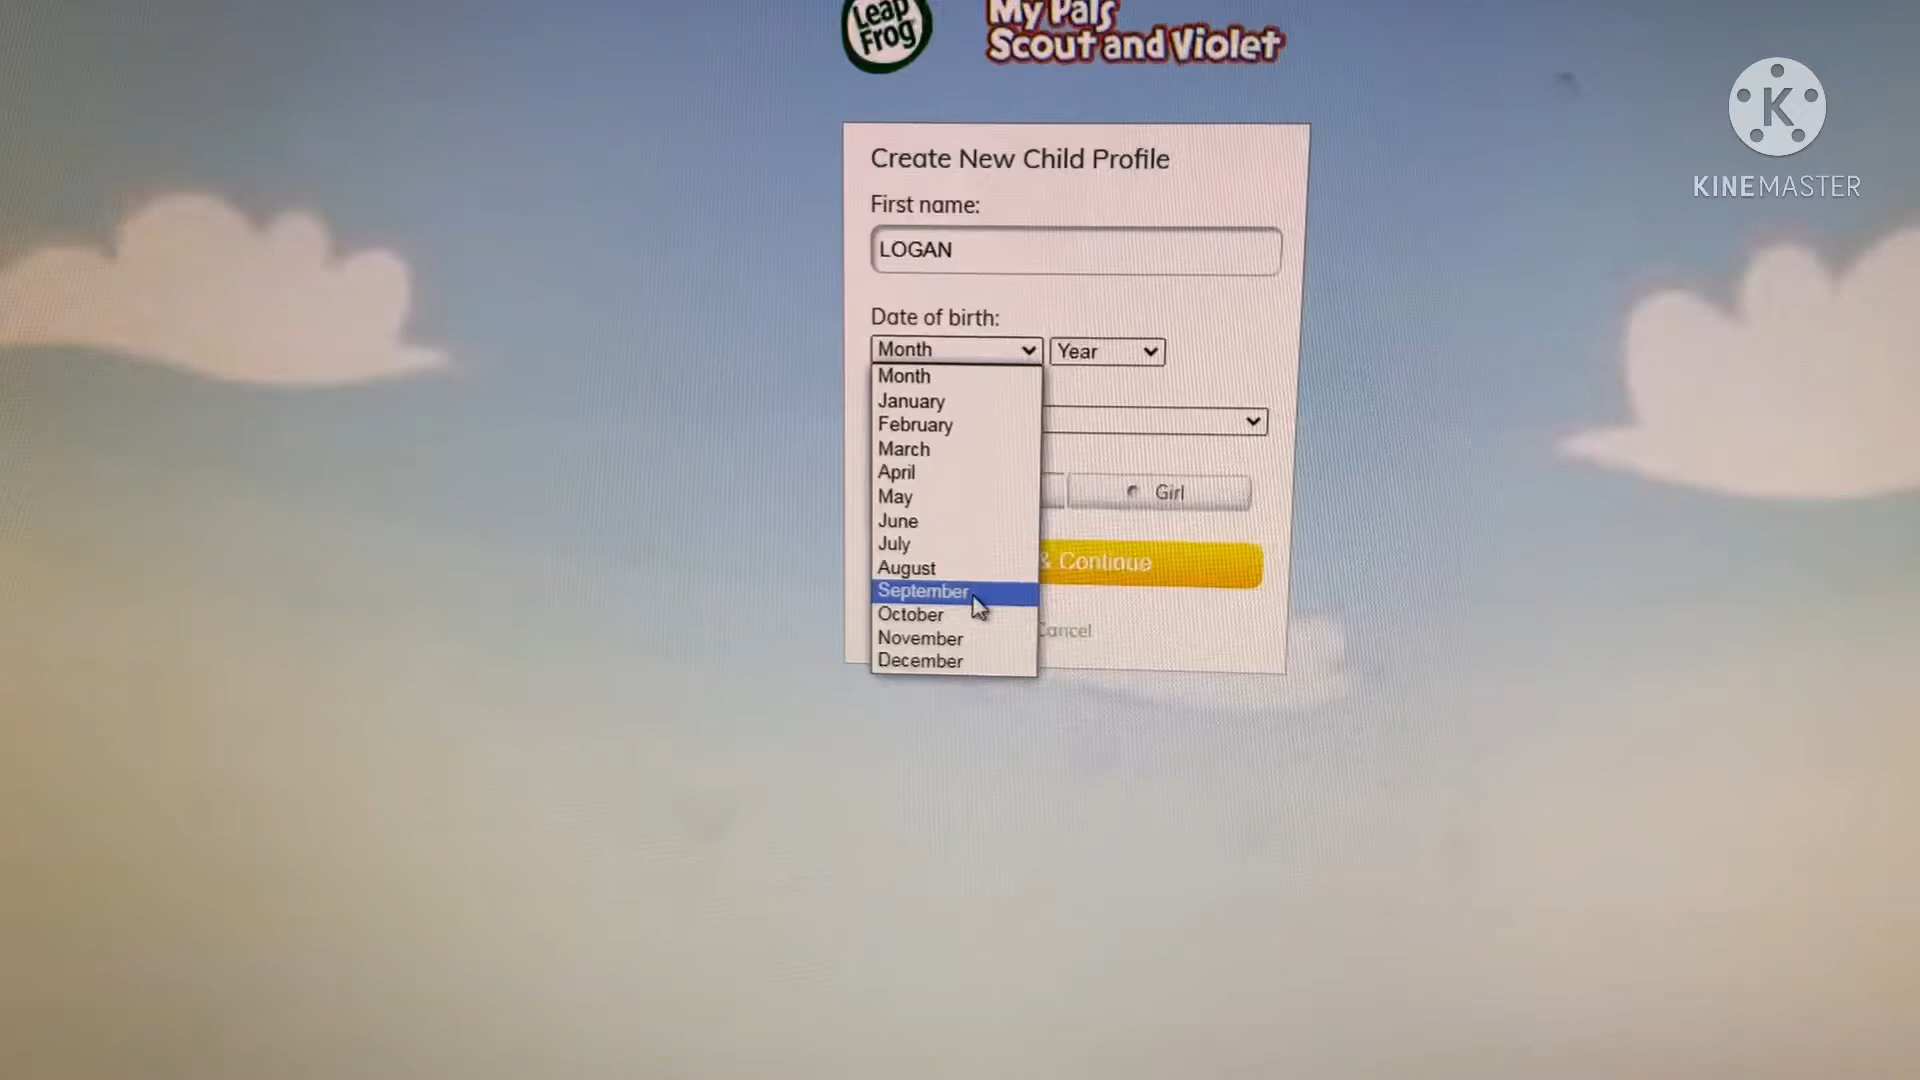 Leap
Frog
My Pals
Scout and Violet
KINEMASTER
Create New Child Profile
First name:
LOGAN
Date of birth:
Month
Year
Month
January
February
March
April
May
June
July
August
September
October
November
December
Girl
& Continue
Cancel